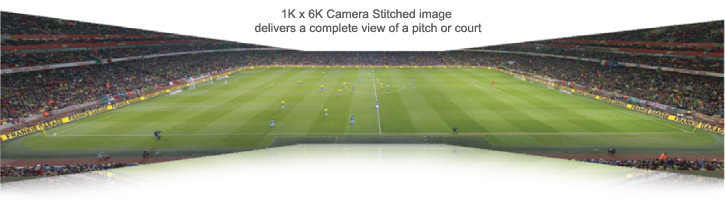 1K x 6K Camera Stitched image
delivers a complete view of a pitch or court